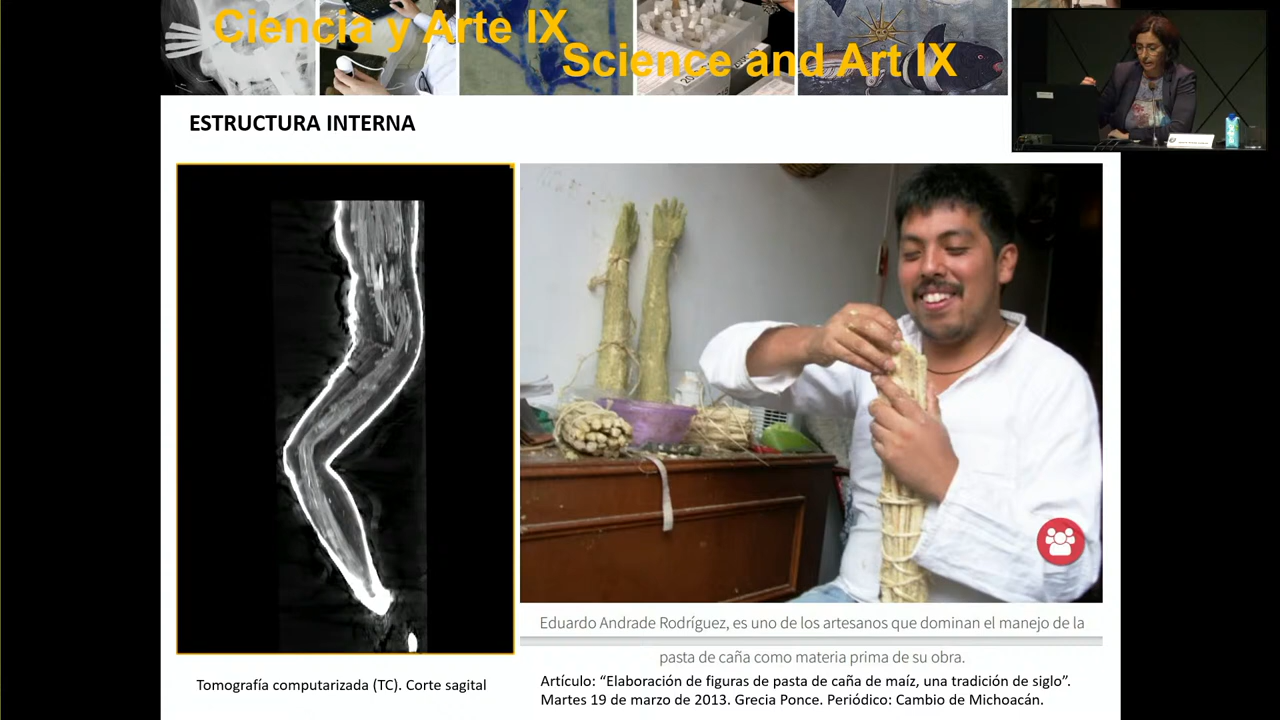 Ciencia y Arte IX
Science and Art IX
ESTRUCTURA INTERNA
Eduardo Andrade Rodríguez, es uno de los artesanos que dominan el manejo de la
pasta de caña como materia prima de su obra.
Tomografía computarizada (TC). Corte sagital
Artículo: “Elaboración de figuras de pasta de caña de maíz, una tradición de siglo”.
Martes 19 de marzo de 2013. Grecia Ponce. Periódico: Cambio de Michoacán.